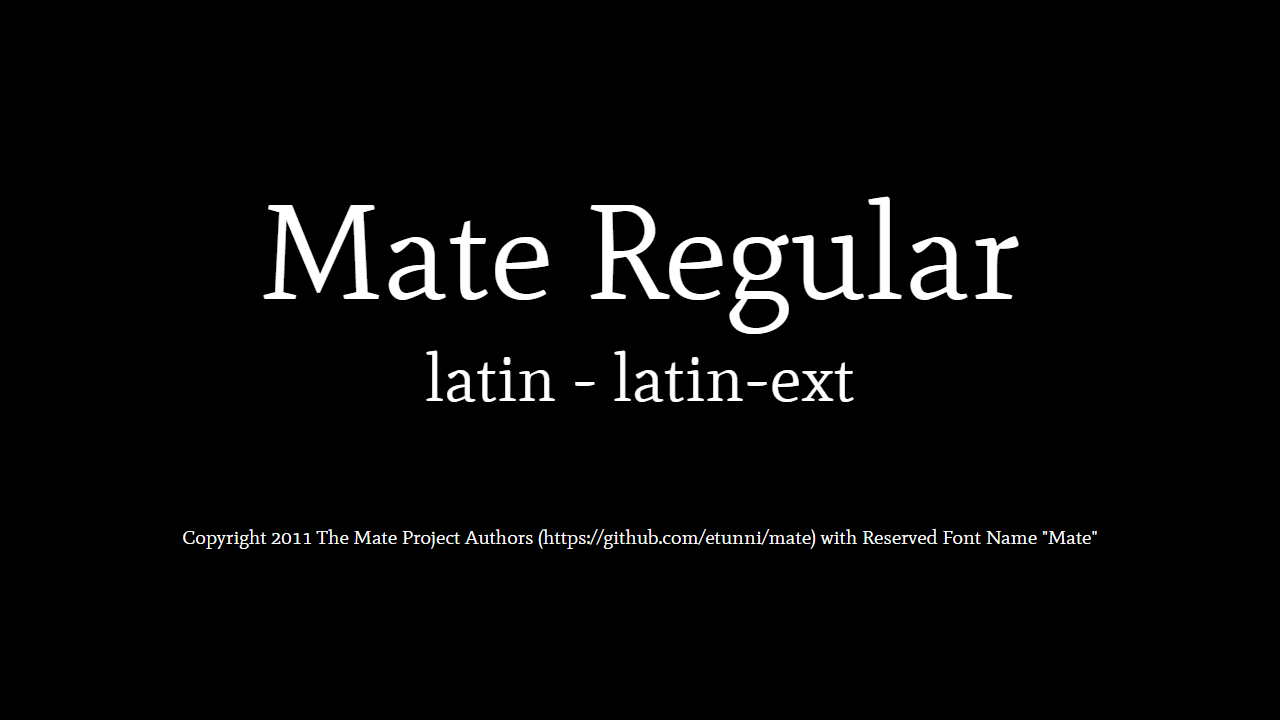 Mate Regular
latin - latin-ext
Copyright 2011 The Mate Project Authors (https://github.com/etunni/mate) with Reserved Font Name "Mate"